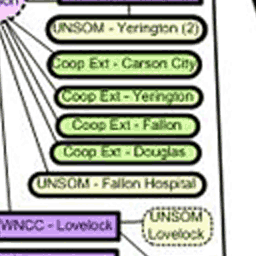 UNSOM - Yerington (2)
Coop Ext - Carson City
Coop Ext - Yerington
Coop Ext - Fallon
Coop Ext - Douglas
UNSOM - Fallon Hospital
WNCC - Lovelock
UNSOM
Lovelock